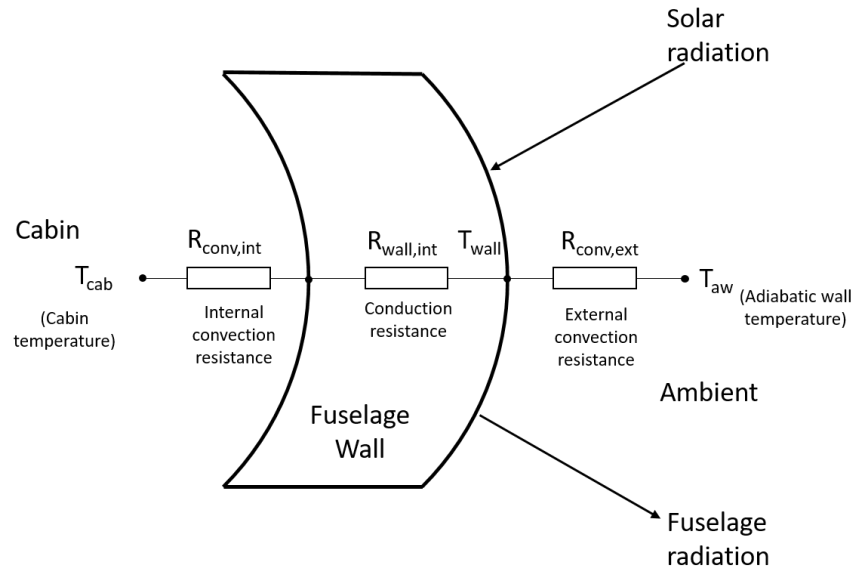 Solar
radiation
Cabin
R_conv,int
R_wall,int
T_wall
R_conv,ext
T_cab
T_aw (Adiabatic wall
temperature)
(Cabin
temperature)
Internal
convection
resistance
Conduction
resistance
External
convection
resistance
Ambient
Fuselage
Wall
Fuselage
radiation